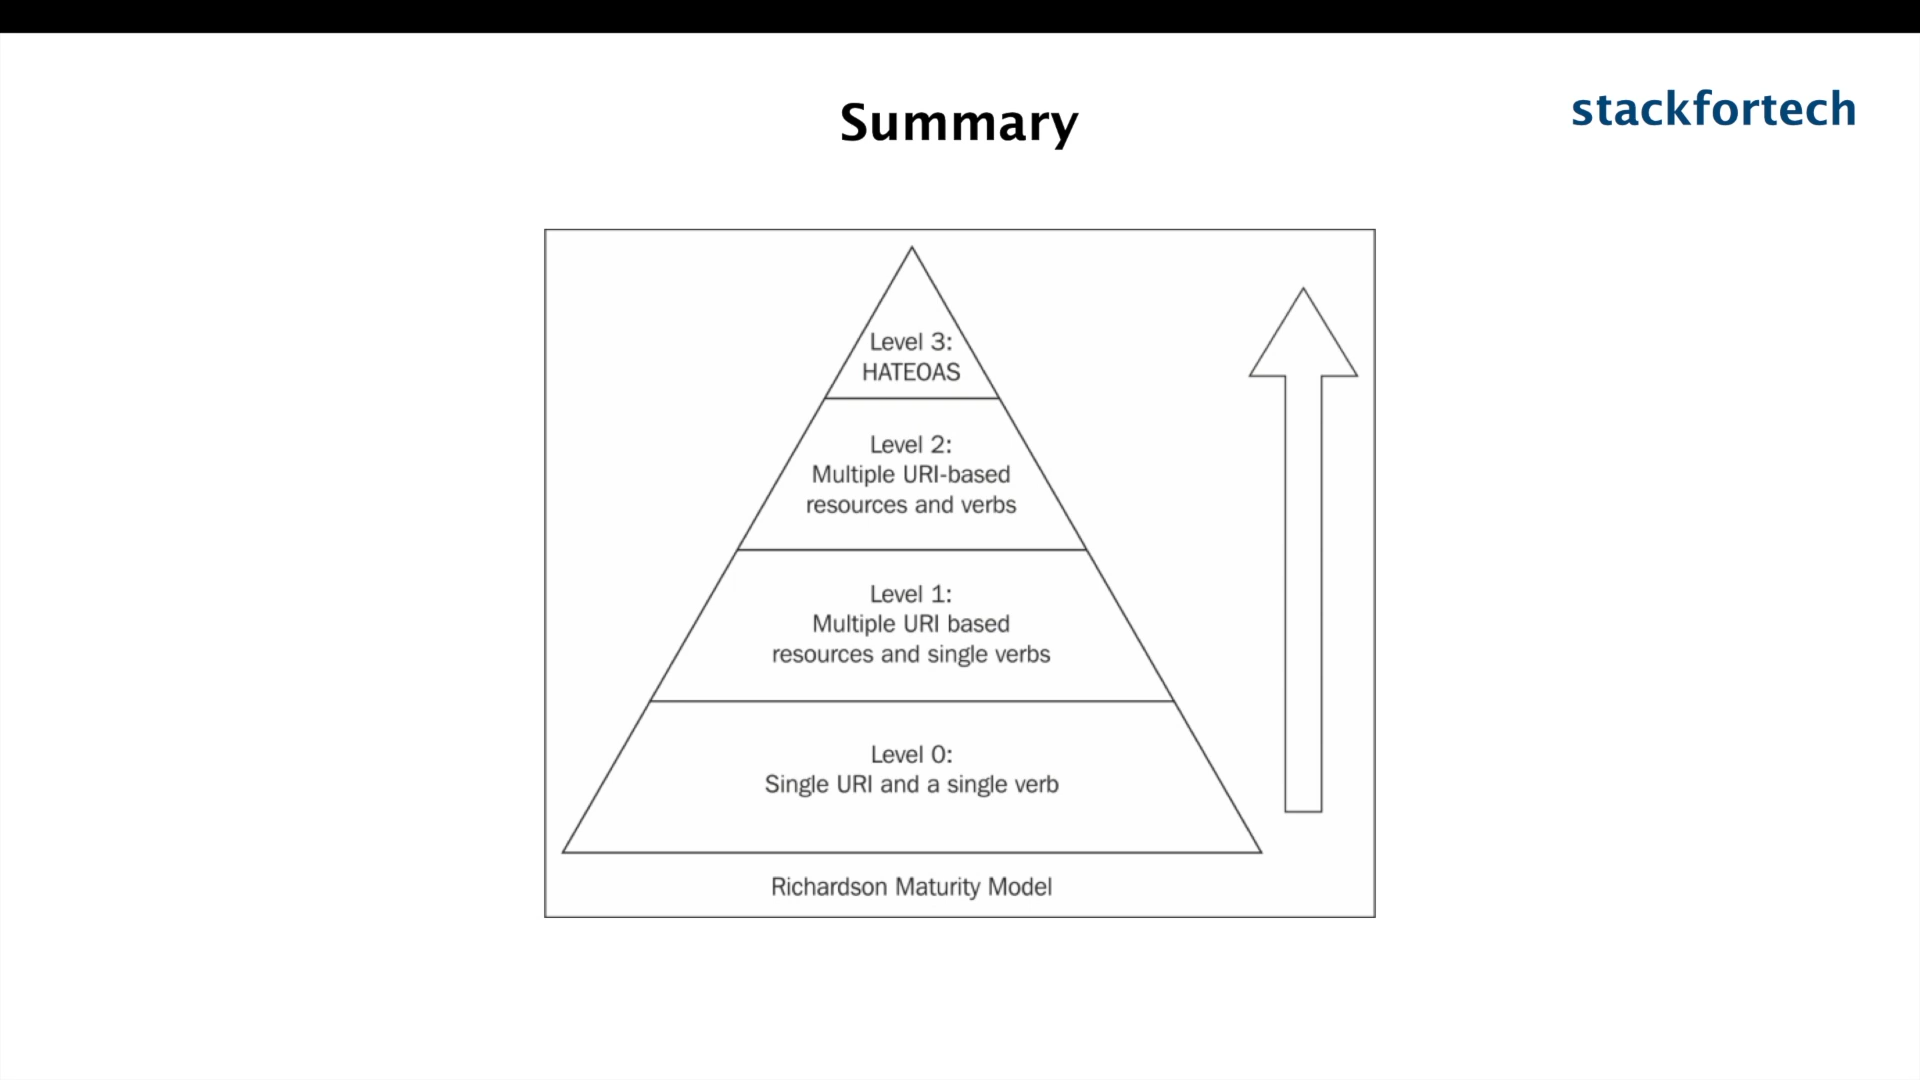 Summary
stackfortech
Level 3:
HATEOAS
Level 2:
Multiple URI-based
resources and verbs
Level 1:
Multiple URI based
resources and single verbs
Level 0:
Single URI and a single verb
Richardson Maturity Model